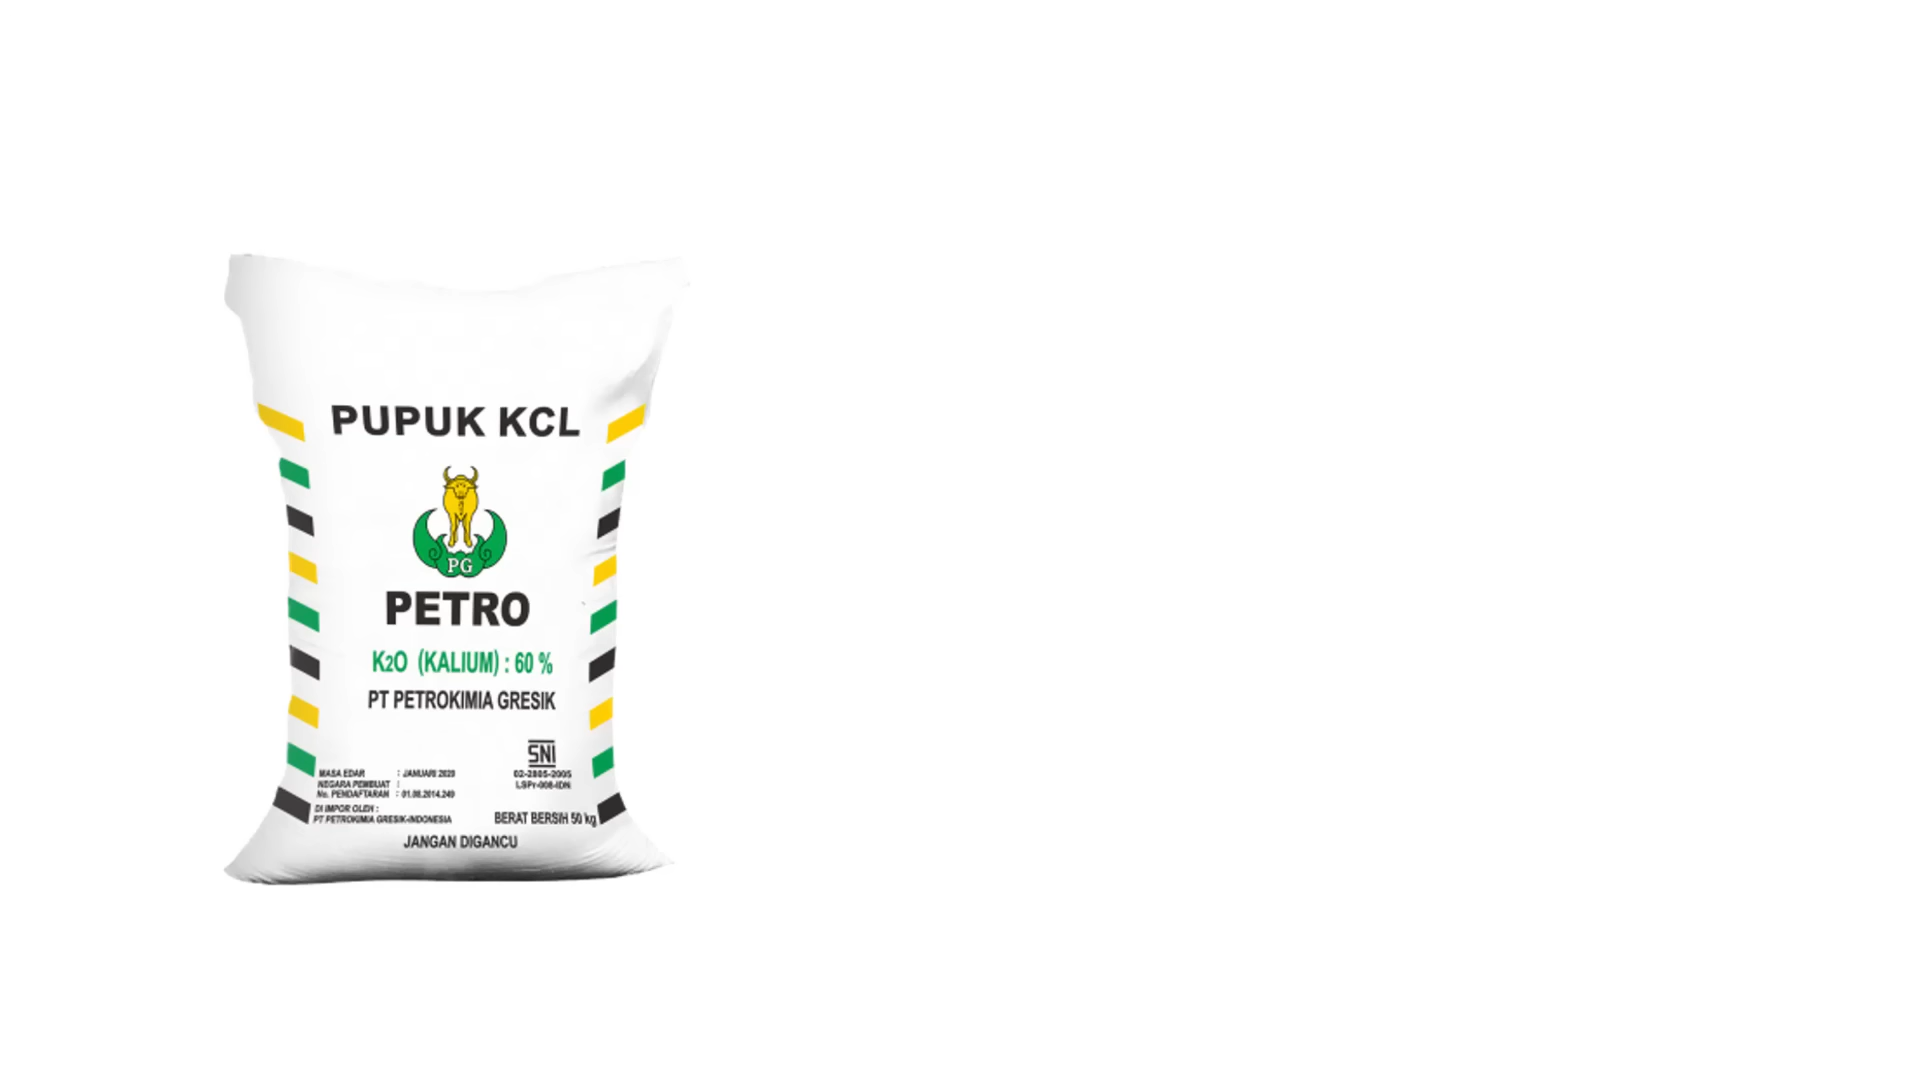 PUPUK KCL
PG
PETRO
K2O (KALIUM) : 60 %
PT PETROKIMIA GRESIK
SNI
02-2805-2005
LSPr-008-IDN
MASA EDAR : JANUARI 2020
NEGARA PEMBUAT :
No. PENDAFTARAN : 01.08.2014.249
DI IMPOR OLEH :
PT PETROKIMIA GRESIK-INDONESIA
BERAT BERSIH 50 kg
JANGAN DIGANCU